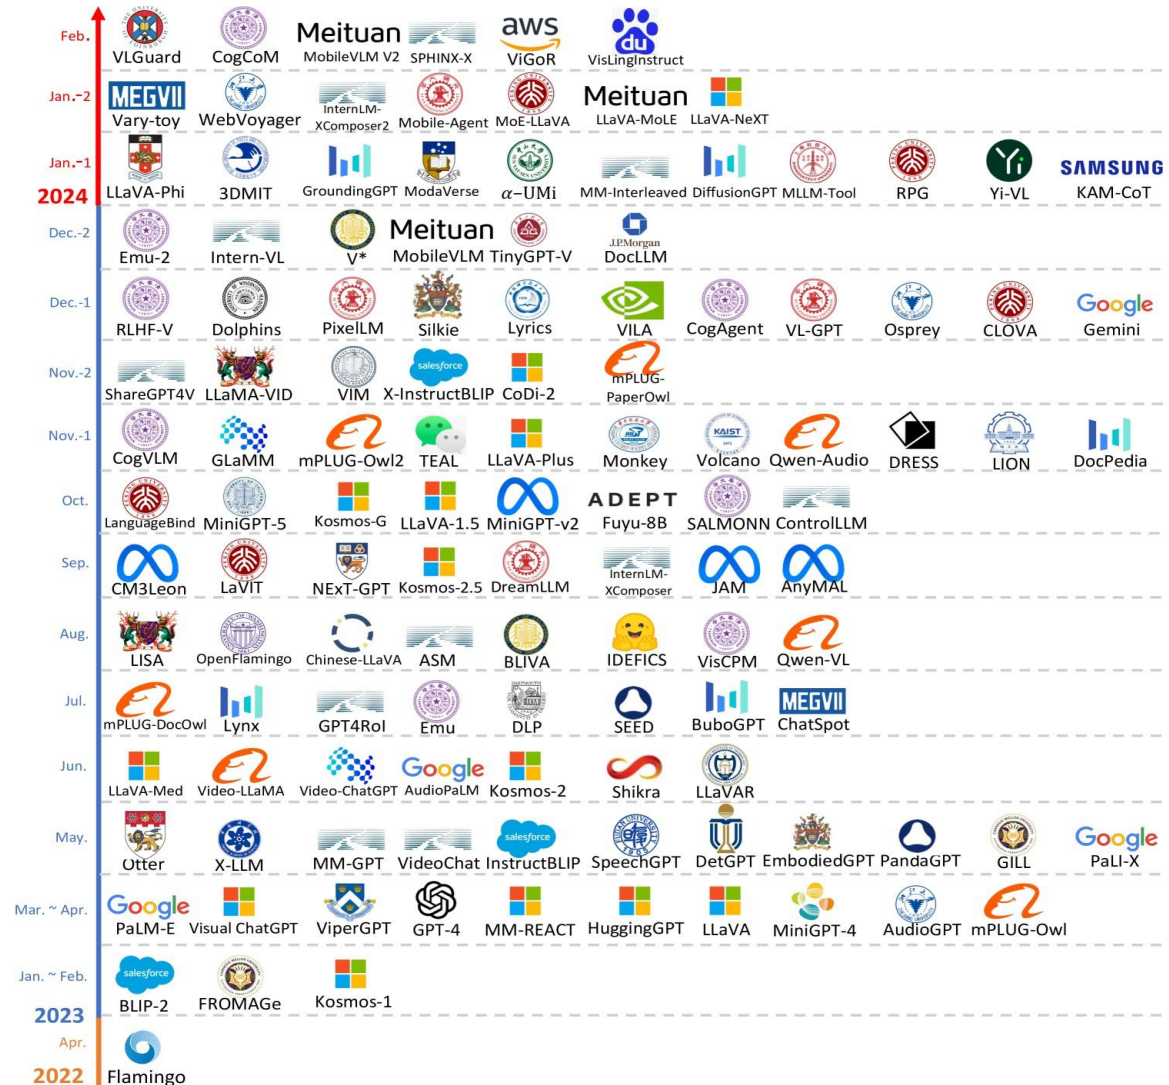 Feb.
Meituan
aws
du
VLGuard CogCoM MobileVLM V2 SPHINX-X ViGoR VisLingInstruct
Jan.-2
MEGVII
Meituan
Vary-toy WebVoyager InternLM-XComposer2 Mobile-Agent MoE-LLaVA LLaVA-MoLE LLaVA-NeXT
Jan.-1
SAMSUNG
LLaVA-Phi 3DMIT GroundingGPT ModaVerse α-UMi MM-Interleaved DiffusionGPT MLLM-Tool RPG Yi-VL KAM-CoT
2024
Dec.-2
Meituan
J.P.Morgan
Emu-2 Intern-VL V* MobileVLM TinyGPT-V DocLLM
Dec.-1
Google
RLHF-V Dolphins PixelLM Silkie Lyrics VILA CogAgent VL-GPT Osprey CLOVA Gemini
Nov.-2
salesforce
ShareGPT4V LLaMA-VID VIM X-InstructBLIP CoDi-2 mPLUG-PaperOwl
Nov.-1
KAIST
CogVLM GLaMM mPLUG-Owl2 TEAL LLaVA-Plus Monkey Volcano Qwen-Audio DRESS LION DocPedia
Oct.
ADEPT
LanguageBind MiniGPT-5 Kosmos-G LLaVA-1.5 MiniGPT-v2 Fuyu-8B SALMONN ControlLLM
Sep.
CM3Leon LaVIT NExT-GPT Kosmos-2.5 DreamLLM InternLM-XComposer JAM AnyMAL
Aug.
LISA OpenFlamingo Chinese-LLaVA ASM BLIVA IDEFICS VisCPM Qwen-VL
Jul.
MEGVII
mPLUG-DocOwl Lynx GPT4RoI Emu DLP SEED BuboGPT ChatSpot
Jun.
Google
LLaVA-Med Video-LLaMA Video-ChatGPT AudioPaLM Kosmos-2 Shikra LLaVAR
May.
salesforce
Google
Otter X-LLM MM-GPT VideoChat InstructBLIP SpeechGPT DetGPT EmbodiedGPT PandaGPT GILL PaLI-X
Mar. ~ Apr.
Google
PaLM-E Visual ChatGPT ViperGPT GPT-4 MM-REACT HuggingGPT LLaVA MiniGPT-4 AudioGPT mPLUG-Owl
Jan. ~ Feb.
salesforce
BLIP-2 FROMAGe Kosmos-1
2023
Apr.
2022
Flamingo